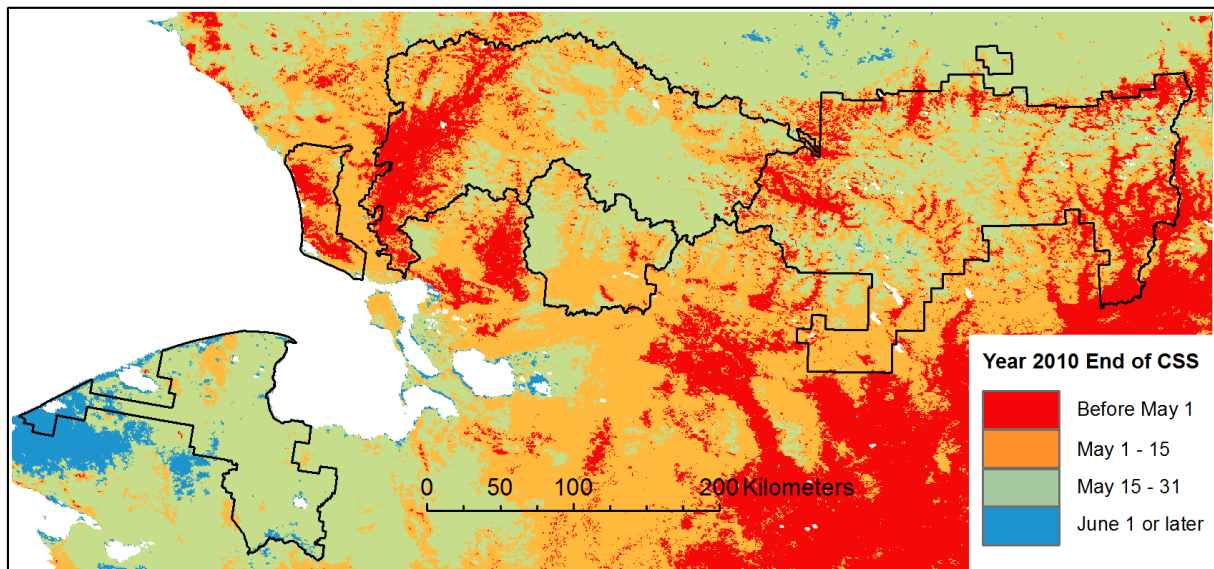 Year 2010 End of CSS
Before May 1
May 1 - 15
May 15 - 31
June 1 or later
0 50 100 200 Kilometers